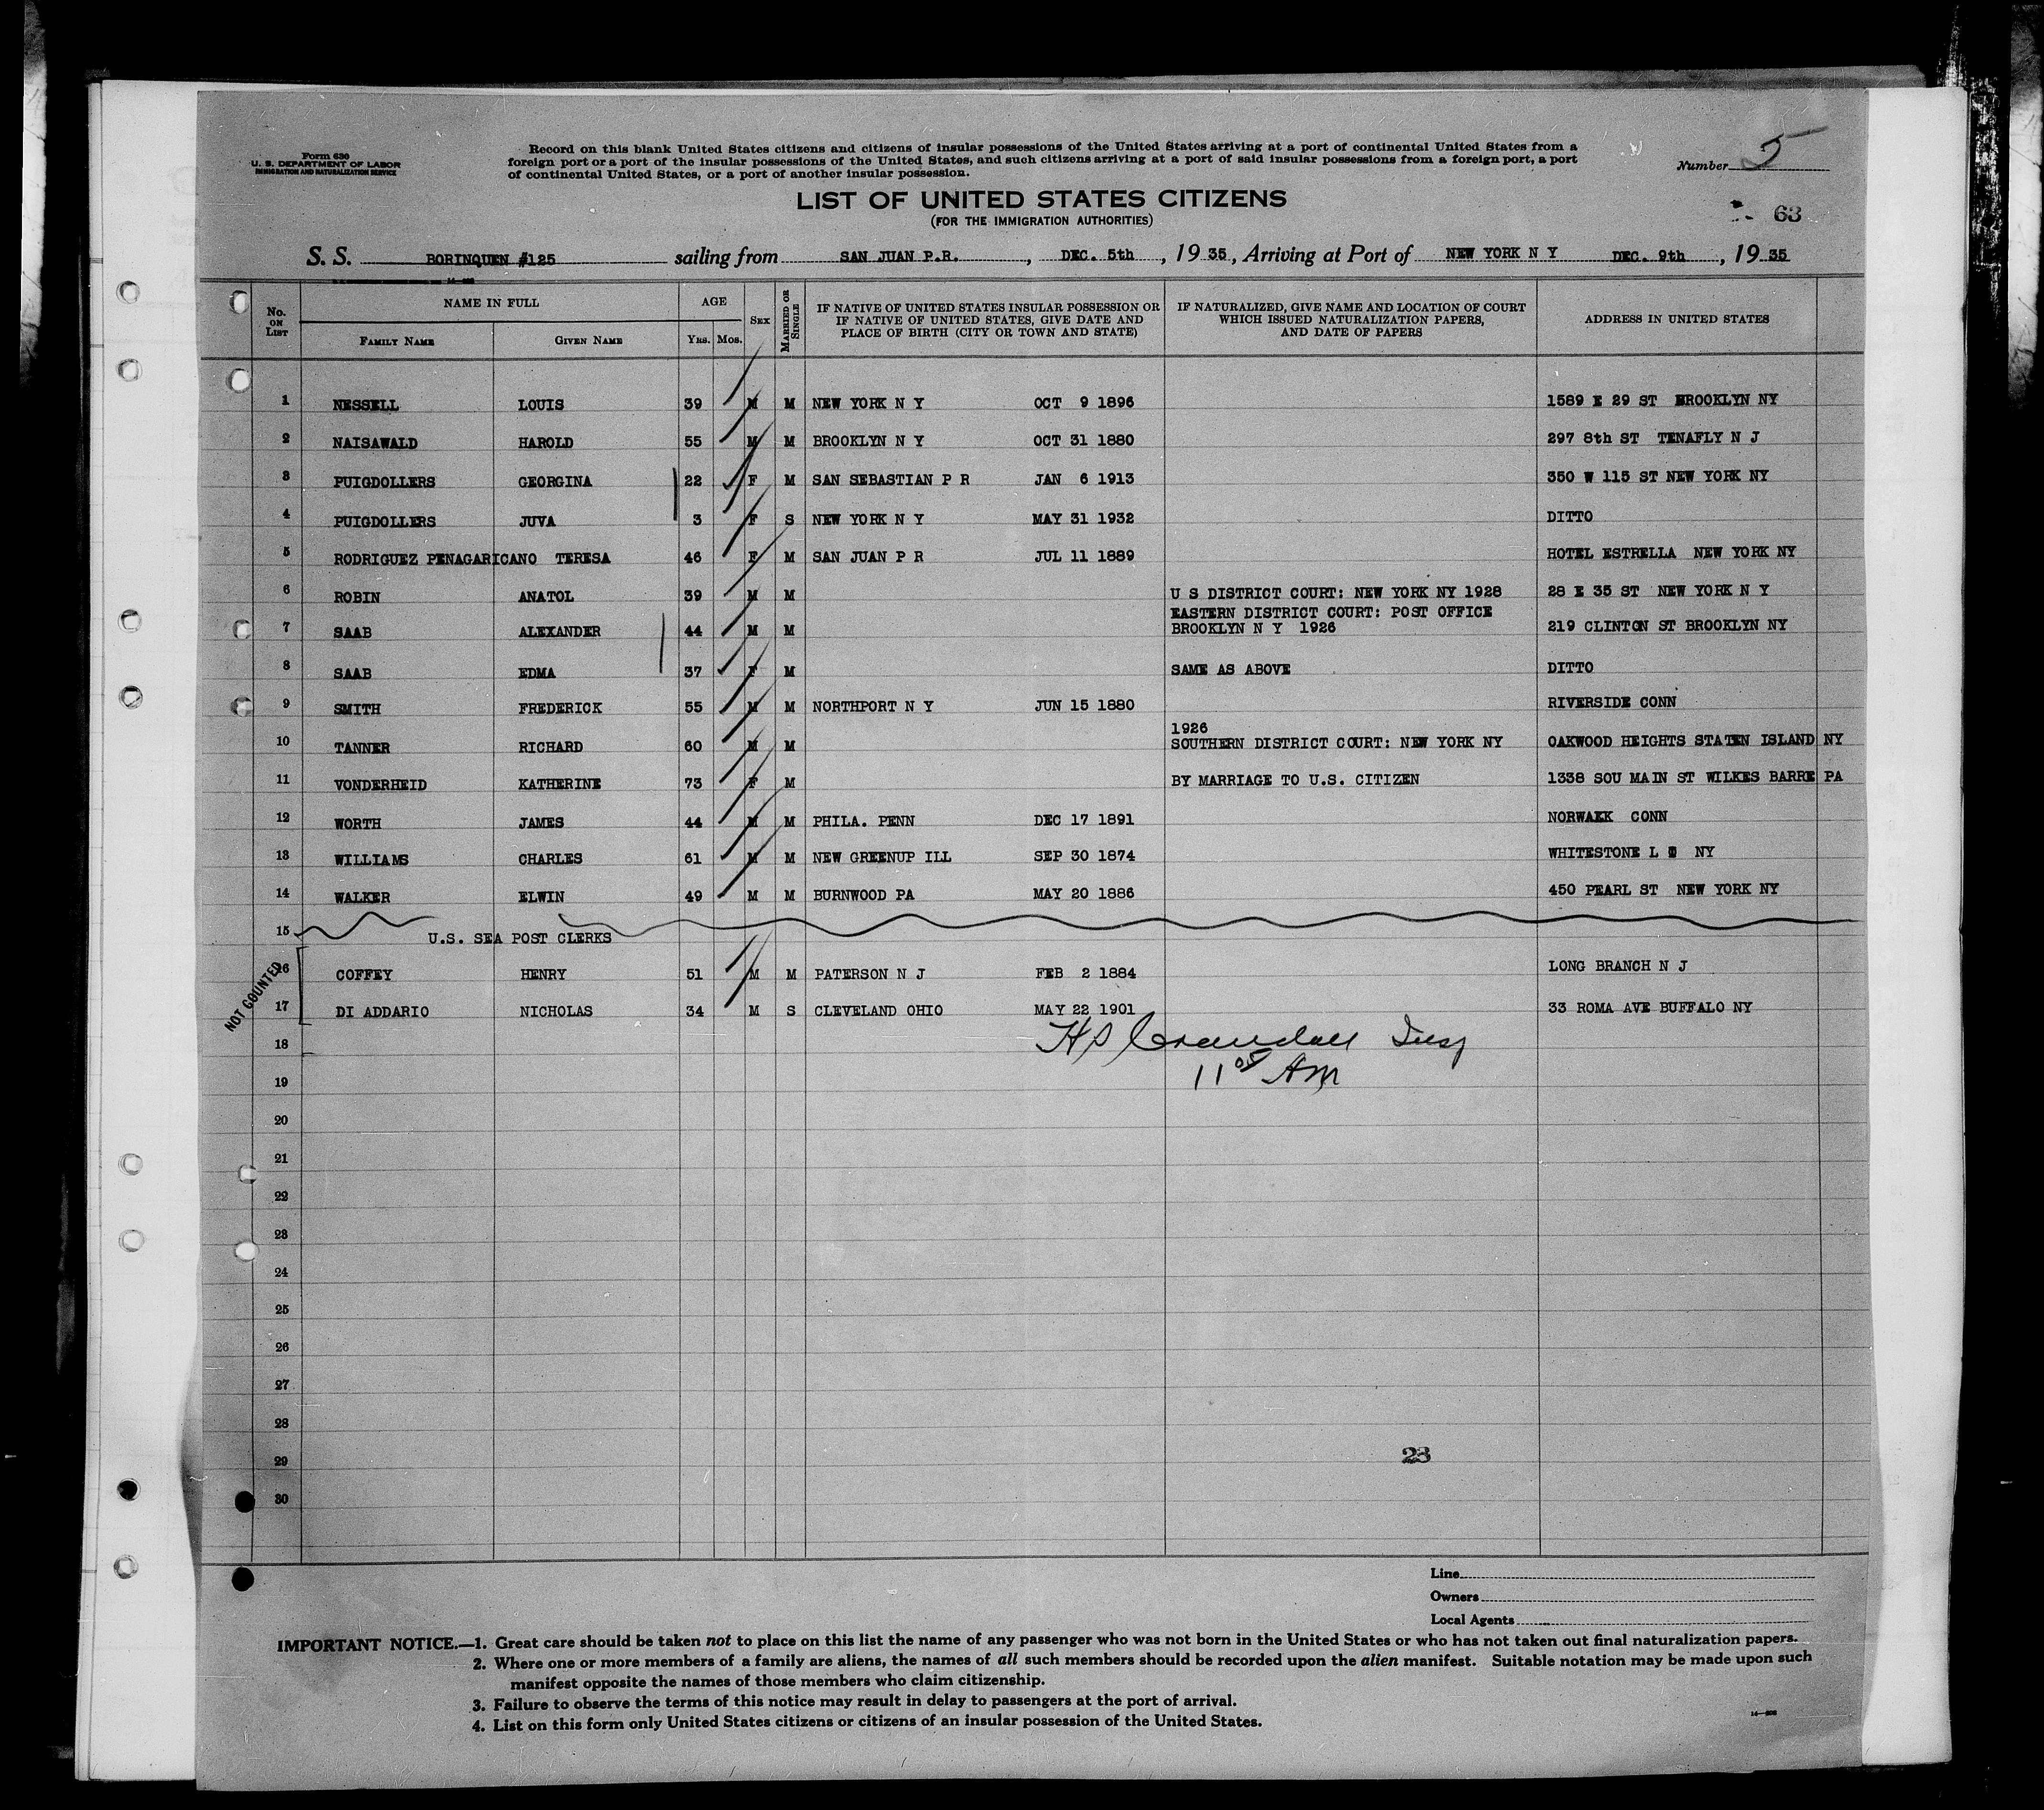 Form 630
U. S. DEPARTMENT OF LABOR
IMMIGRATION AND NATURALIZATION SERVICE
Record on this blank United States citizens and citizens of insular possessions of the United States arriving at a port of continental United States from a
foreign port or a port of the insular possessions of the United States, and such citizens arriving at a port of said insular possessions from a foreign port, a port
of continental United States, or a port of another insular possession.
Number 5
LIST OF UNITED STATES CITIZENS
(FOR THE IMMIGRATION AUTHORITIES)
63
S. S. BORINQUEN #125 sailing from SAN JUAN P.R. , DEC. 5th , 19 35, Arriving at Port of NEW YORK N Y DEC. 9th , 19 35
No. ON LIST NAME IN FULL FAMILY NAME GIVEN NAME AGE YRS. MOS. SEX MARRIED OR SINGLE IF NATIVE OF UNITED STATES INSULAR POSSESSION OR IF NATIVE OF UNITED STATES, GIVE DATE AND PLACE OF BIRTH (CITY OR TOWN AND STATE) IF NATURALIZED, GIVE NAME AND LOCATION OF COURT WHICH ISSUED NATURALIZATION PAPERS, AND DATE OF PAPERS ADDRESS IN UNITED STATES
1 NESSELL LOUIS 39 M M NEW YORK N Y OCT 9 1896 1589 E 29 ST BROOKLYN NY
2 NAISAWALD HAROLD 55 M M BROOKLYN N Y OCT 31 1880 297 8th ST TENAFLY N J
3 PUIGDOLLERS GEORGINA 22 F M SAN SEBASTIAN P R JAN 6 1913 350 W 115 ST NEW YORK NY
4 PUIGDOLLERS JUVA 3 F S NEW YORK N Y MAY 31 1932 DITTO
5 RODRIGUEZ PENAGARICANO TERESA 46 F M SAN JUAN P R JUL 11 1889 HOTEL ESTRELLA NEW YORK NY
6 ROBIN ANATOL 39 M M U S DISTRICT COURT: NEW YORK NY 1928 28 E 35 ST NEW YORK N Y
EASTERN DISTRICT COURT: POST OFFICE
7 SAAB ALEXANDER 44 M M BROOKLYN N Y 1926 219 CLINTON ST BROOKLYN NY
8 SAAB EDMA 37 F M SAME AS ABOVE DITTO
9 SMITH FREDERICK 55 M M NORTHPORT N Y JUN 15 1880 RIVERSIDE CONN
1926
10 TANNER RICHARD 60 M M SOUTHERN DISTRICT COURT: NEW YORK NY OAKWOOD HEIGHTS STATEN ISLAND NY
11 VONDERHEID KATHERINE 73 F M BY MARRIAGE TO U.S. CITIZEN 1338 SOU MAIN ST WILKES BARRE PA
12 WORTH JAMES 44 M M PHILA. PENN DEC 17 1891 NORWAKK CONN
13 WILLIAMS CHARLES 61 M M NEW GREENUP ILL SEP 30 1874 WHITESTONE L NY
14 WALKER ELWIN 49 M M BURNWOOD PA MAY 20 1886 450 PEARL ST NEW YORK NY
15 U.S. SEA POST CLERKS
NOT COUNTED
16 COFFEY HENRY 51 M M PATERSON N J FEB 2 1884 LONG BRANCH N J
17 DI ADDARIO NICHOLAS 34 M S CLEVELAND OHIO MAY 22 1901 33 ROMA AVE BUFFALO NY
18 H S Crandall Insp
19 11 05 AM
20
21
22
23
24
25
26
27
28
29 23
30
Line
Owners
Local Agents
IMPORTANT NOTICE.—1. Great care should be taken not to place on this list the name of any passenger who was not born in the United States or who has not taken out final naturalization papers.
2. Where one or more members of a family are aliens, the names of all such members should be recorded upon the alien manifest. Suitable notation may be made upon such
manifest opposite the names of those members who claim citizenship.
3. Failure to observe the terms of this notice may result in delay to passengers at the port of arrival.
4. List on this form only United States citizens or citizens of an insular possession of the United States.